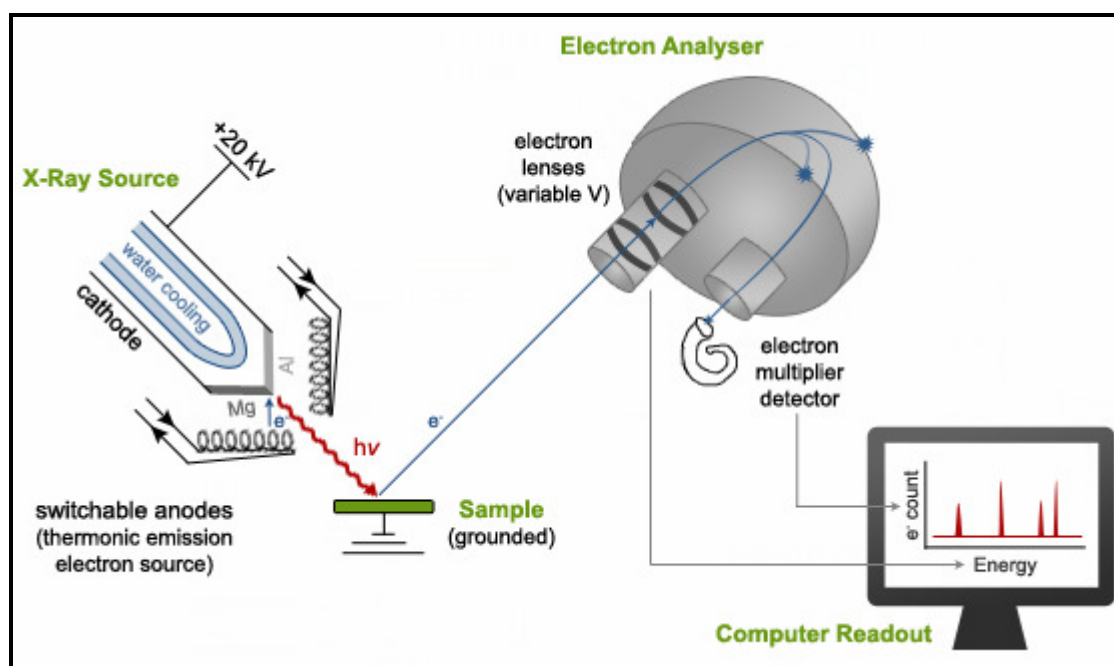 Electron Analyser
+20 kV
X-Ray Source
electron
lenses
(variable V)
water cooling
cathode
Al
Mg
e-
hν
e-
electron
multiplier
detector
switchable anodes
(thermonic emission
electron source)
Sample
(grounded)
e- count
Energy
Computer Readout